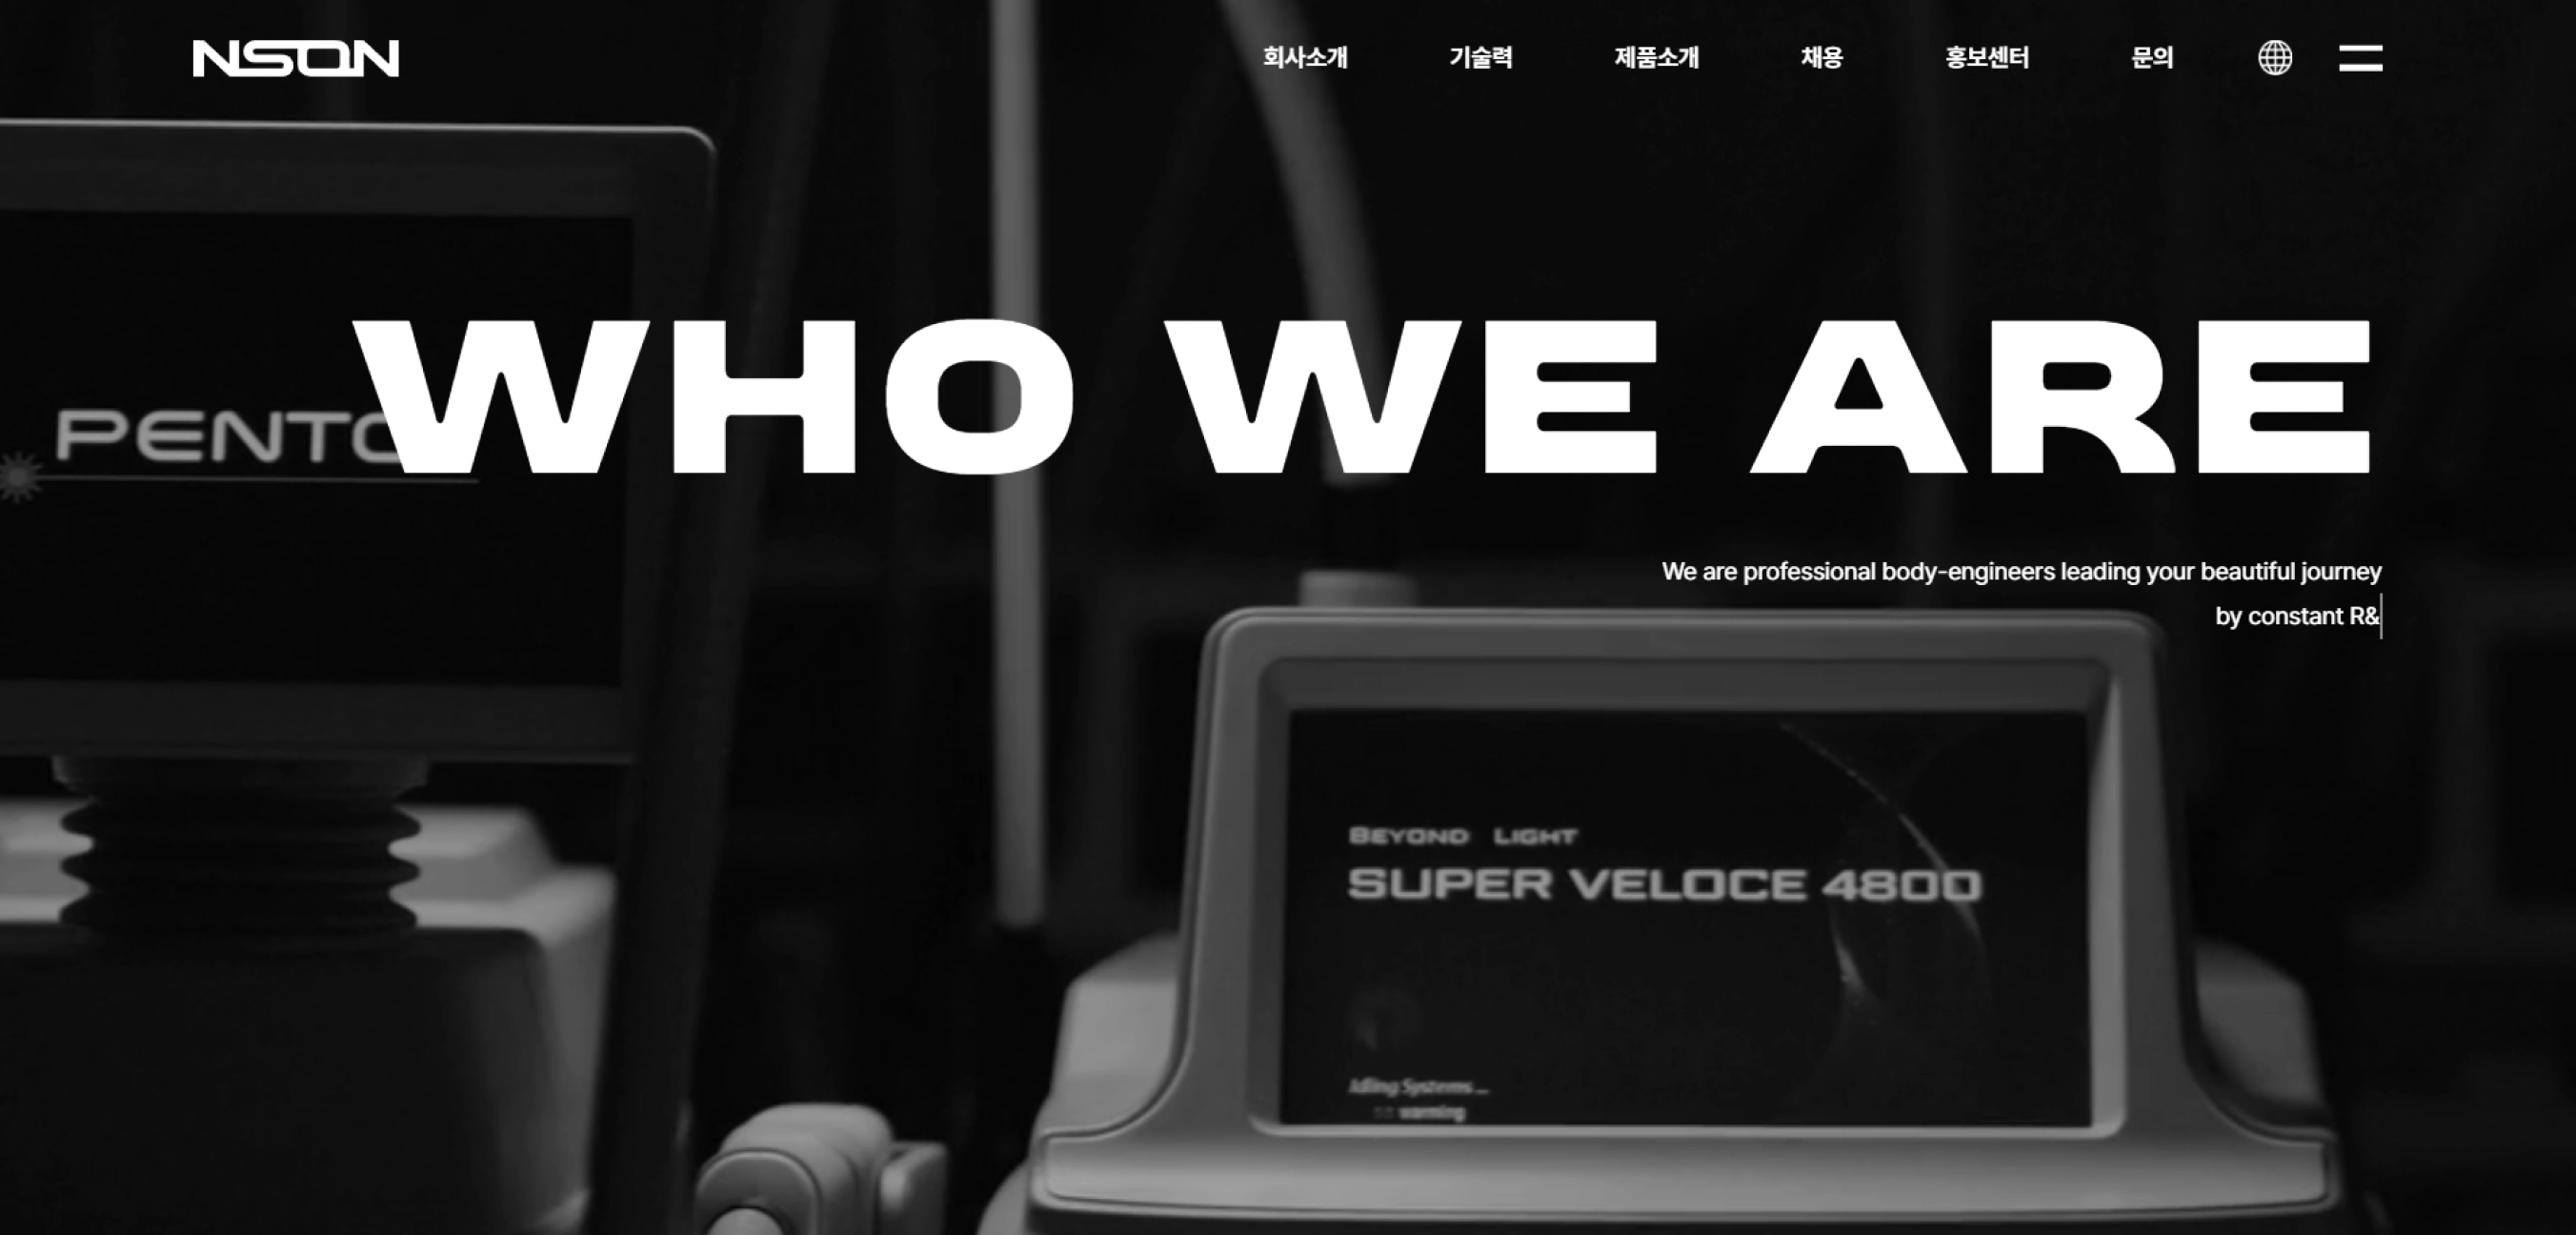 NSON
회사소개 기술력 제품소개 채용 홍보센터 문의
WHO WE ARE
PENTO
We are professional body-engineers leading your beautiful journey
by constant R&
BEYOND LIGHT
SUPER VELOCE 4800
Systems ...
warming